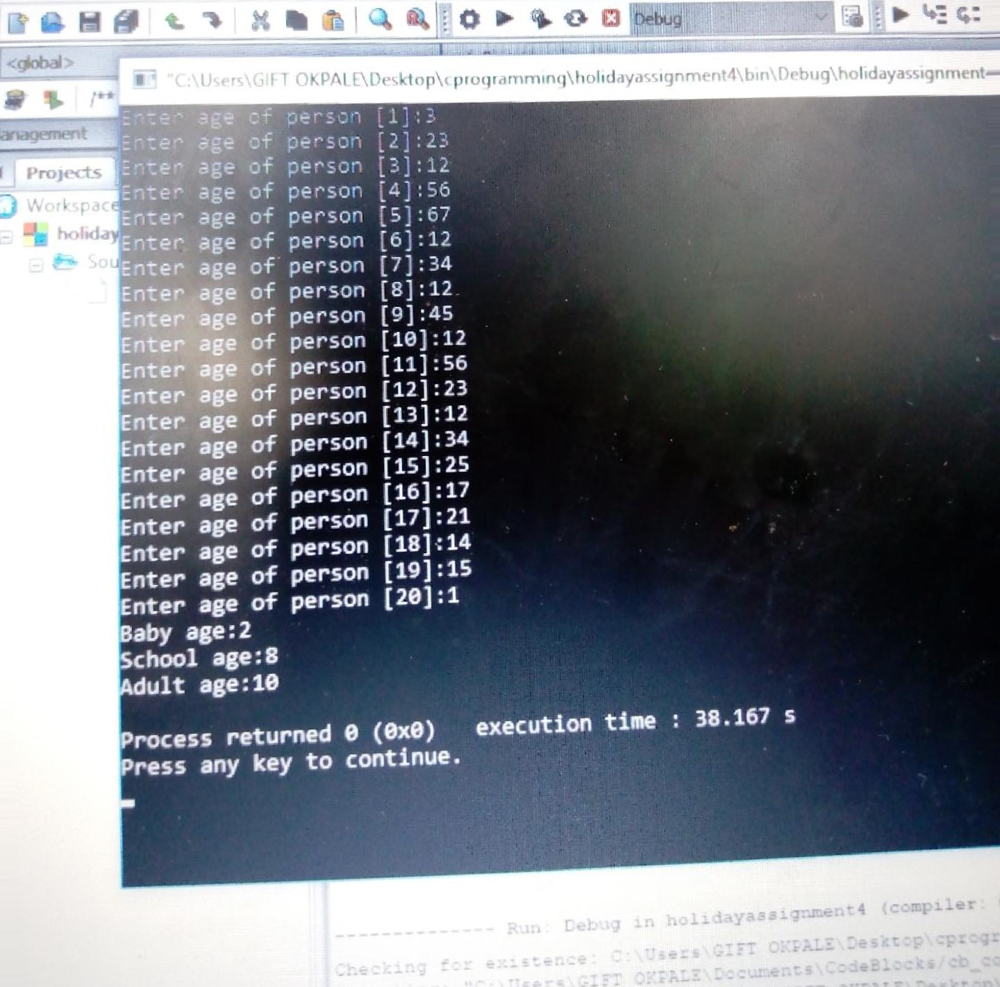 Debug
<global>
"C:\Users\GIFT OKPALE\Desktop\cprogramming\holidayassignment4\bin\Debug\holidayassignment
/**
anagement
Projects
Workspace
holiday
Sou
Enter age of person [1]:3
Enter age of person [2]:23
Enter age of person [3]:12
Enter age of person [4]:56
Enter age of person [5]:67
Enter age of person [6]:12
Enter age of person [7]:34
Enter age of person [8]:12
Enter age of person [9]:45
Enter age of person [10]:12
Enter age of person [11]:56
Enter age of person [12]:23
Enter age of person [13]:12
Enter age of person [14]:34
Enter age of person [15]:25
Enter age of person [16]:17
Enter age of person [17]:21
Enter age of person [18]:14
Enter age of person [19]:15
Enter age of person [20]:1
Baby age:2
School age:8
Adult age:10
Process returned 0 (0x0)   execution time : 38.167 s
Press any key to continue.
------------- Run: Debug in holidayassignment4 (compiler:
Checking for existence: C:\Users\GIFT OKPALE\Desktop\cprogr
"C:\Users\GIFT OKPALE\Documents\CodeBlocks/cb_co